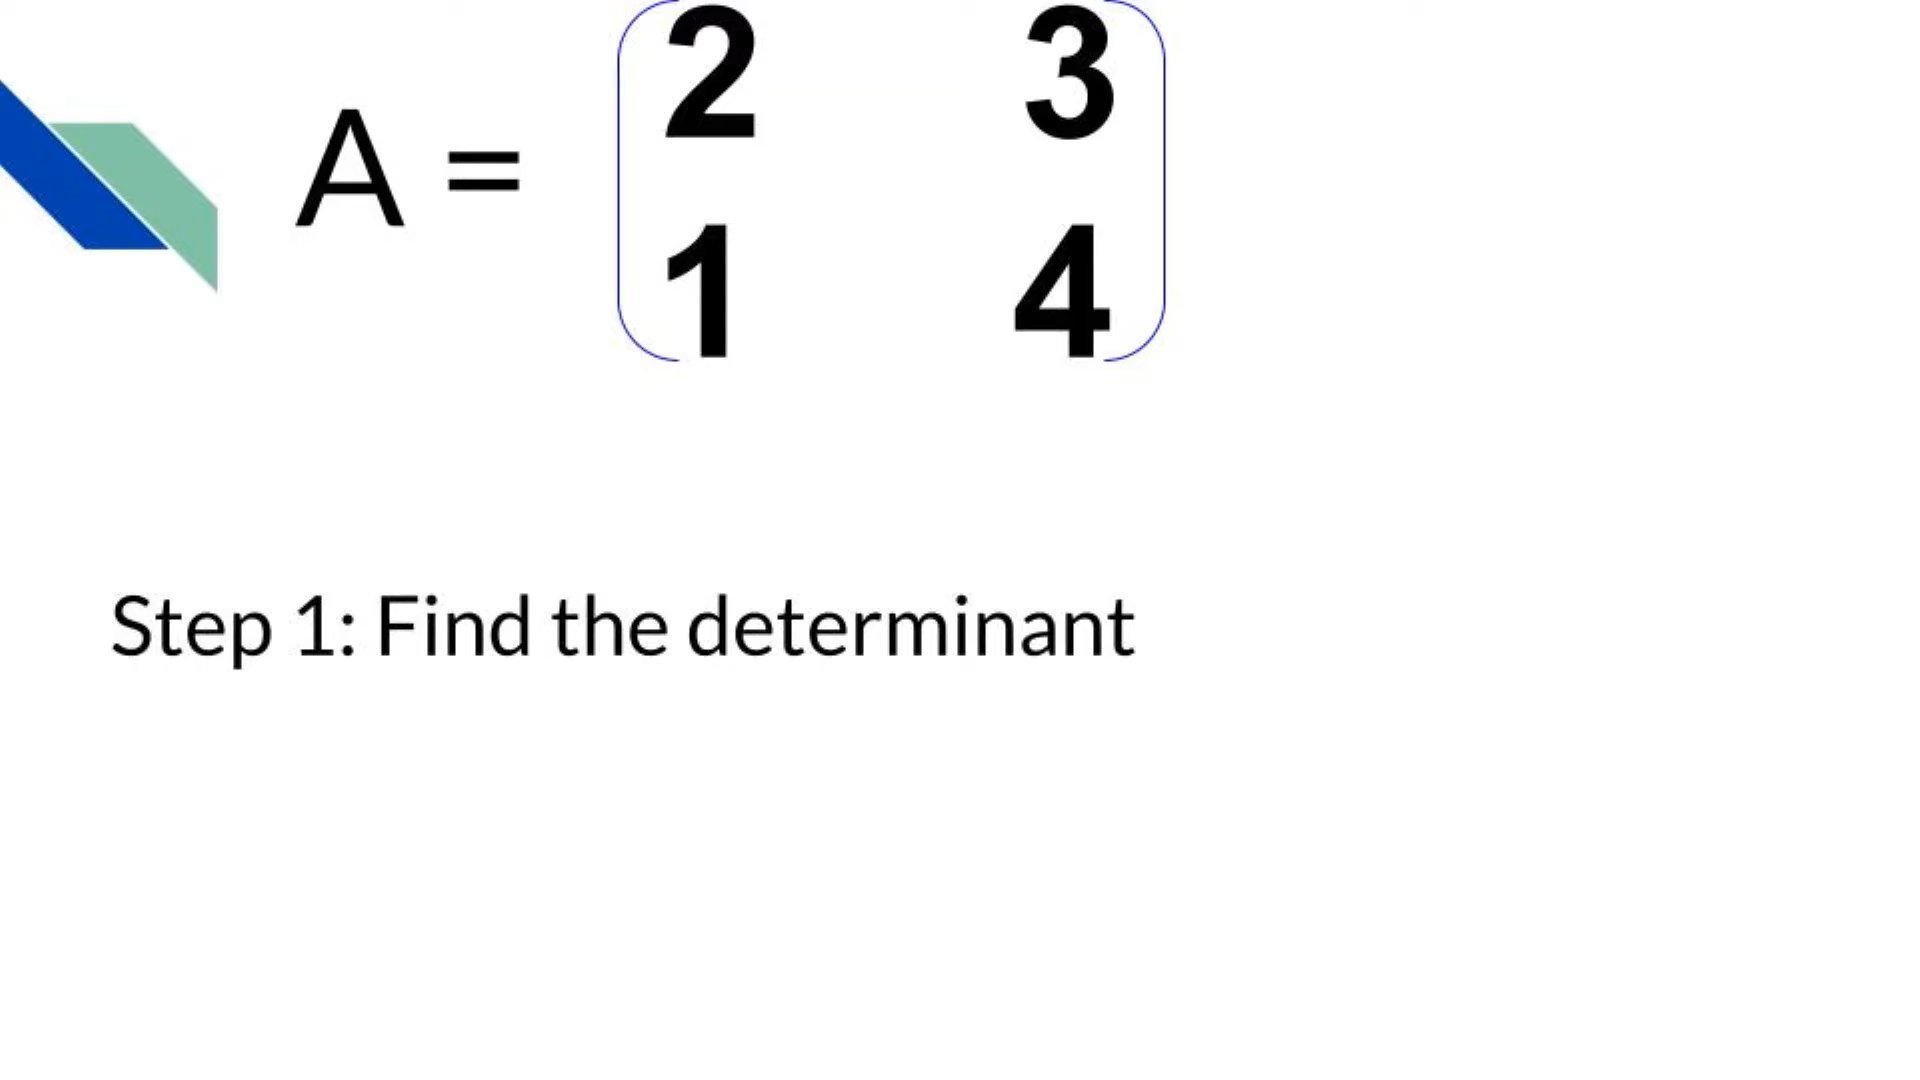 2 3
A =
1 4
Step 1: Find the determinant